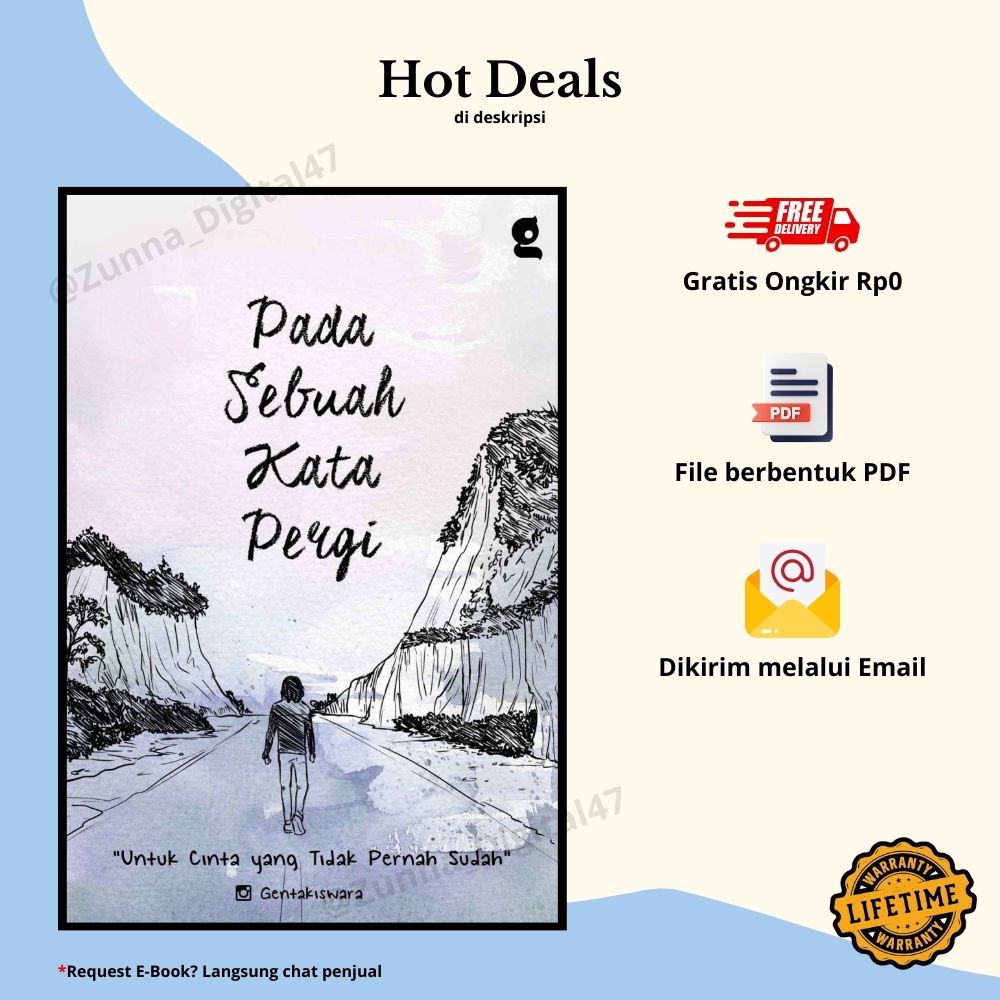 Hot Deals
di deskripsi
@Zunna_Digital47
g
Pada
Sebuah
Kata
Pergi
"Untuk Cinta yang Tidak Pernah Sudah"
Gentakiswara
@Zunna_Digital47
FREE
DELIVERY
Gratis Ongkir Rp0
PDF
File berbentuk PDF
@
Dikirim melalui Email
WARRANTY
LIFETIME
WARRANTY
*Request E-Book? Langsung chat penjual